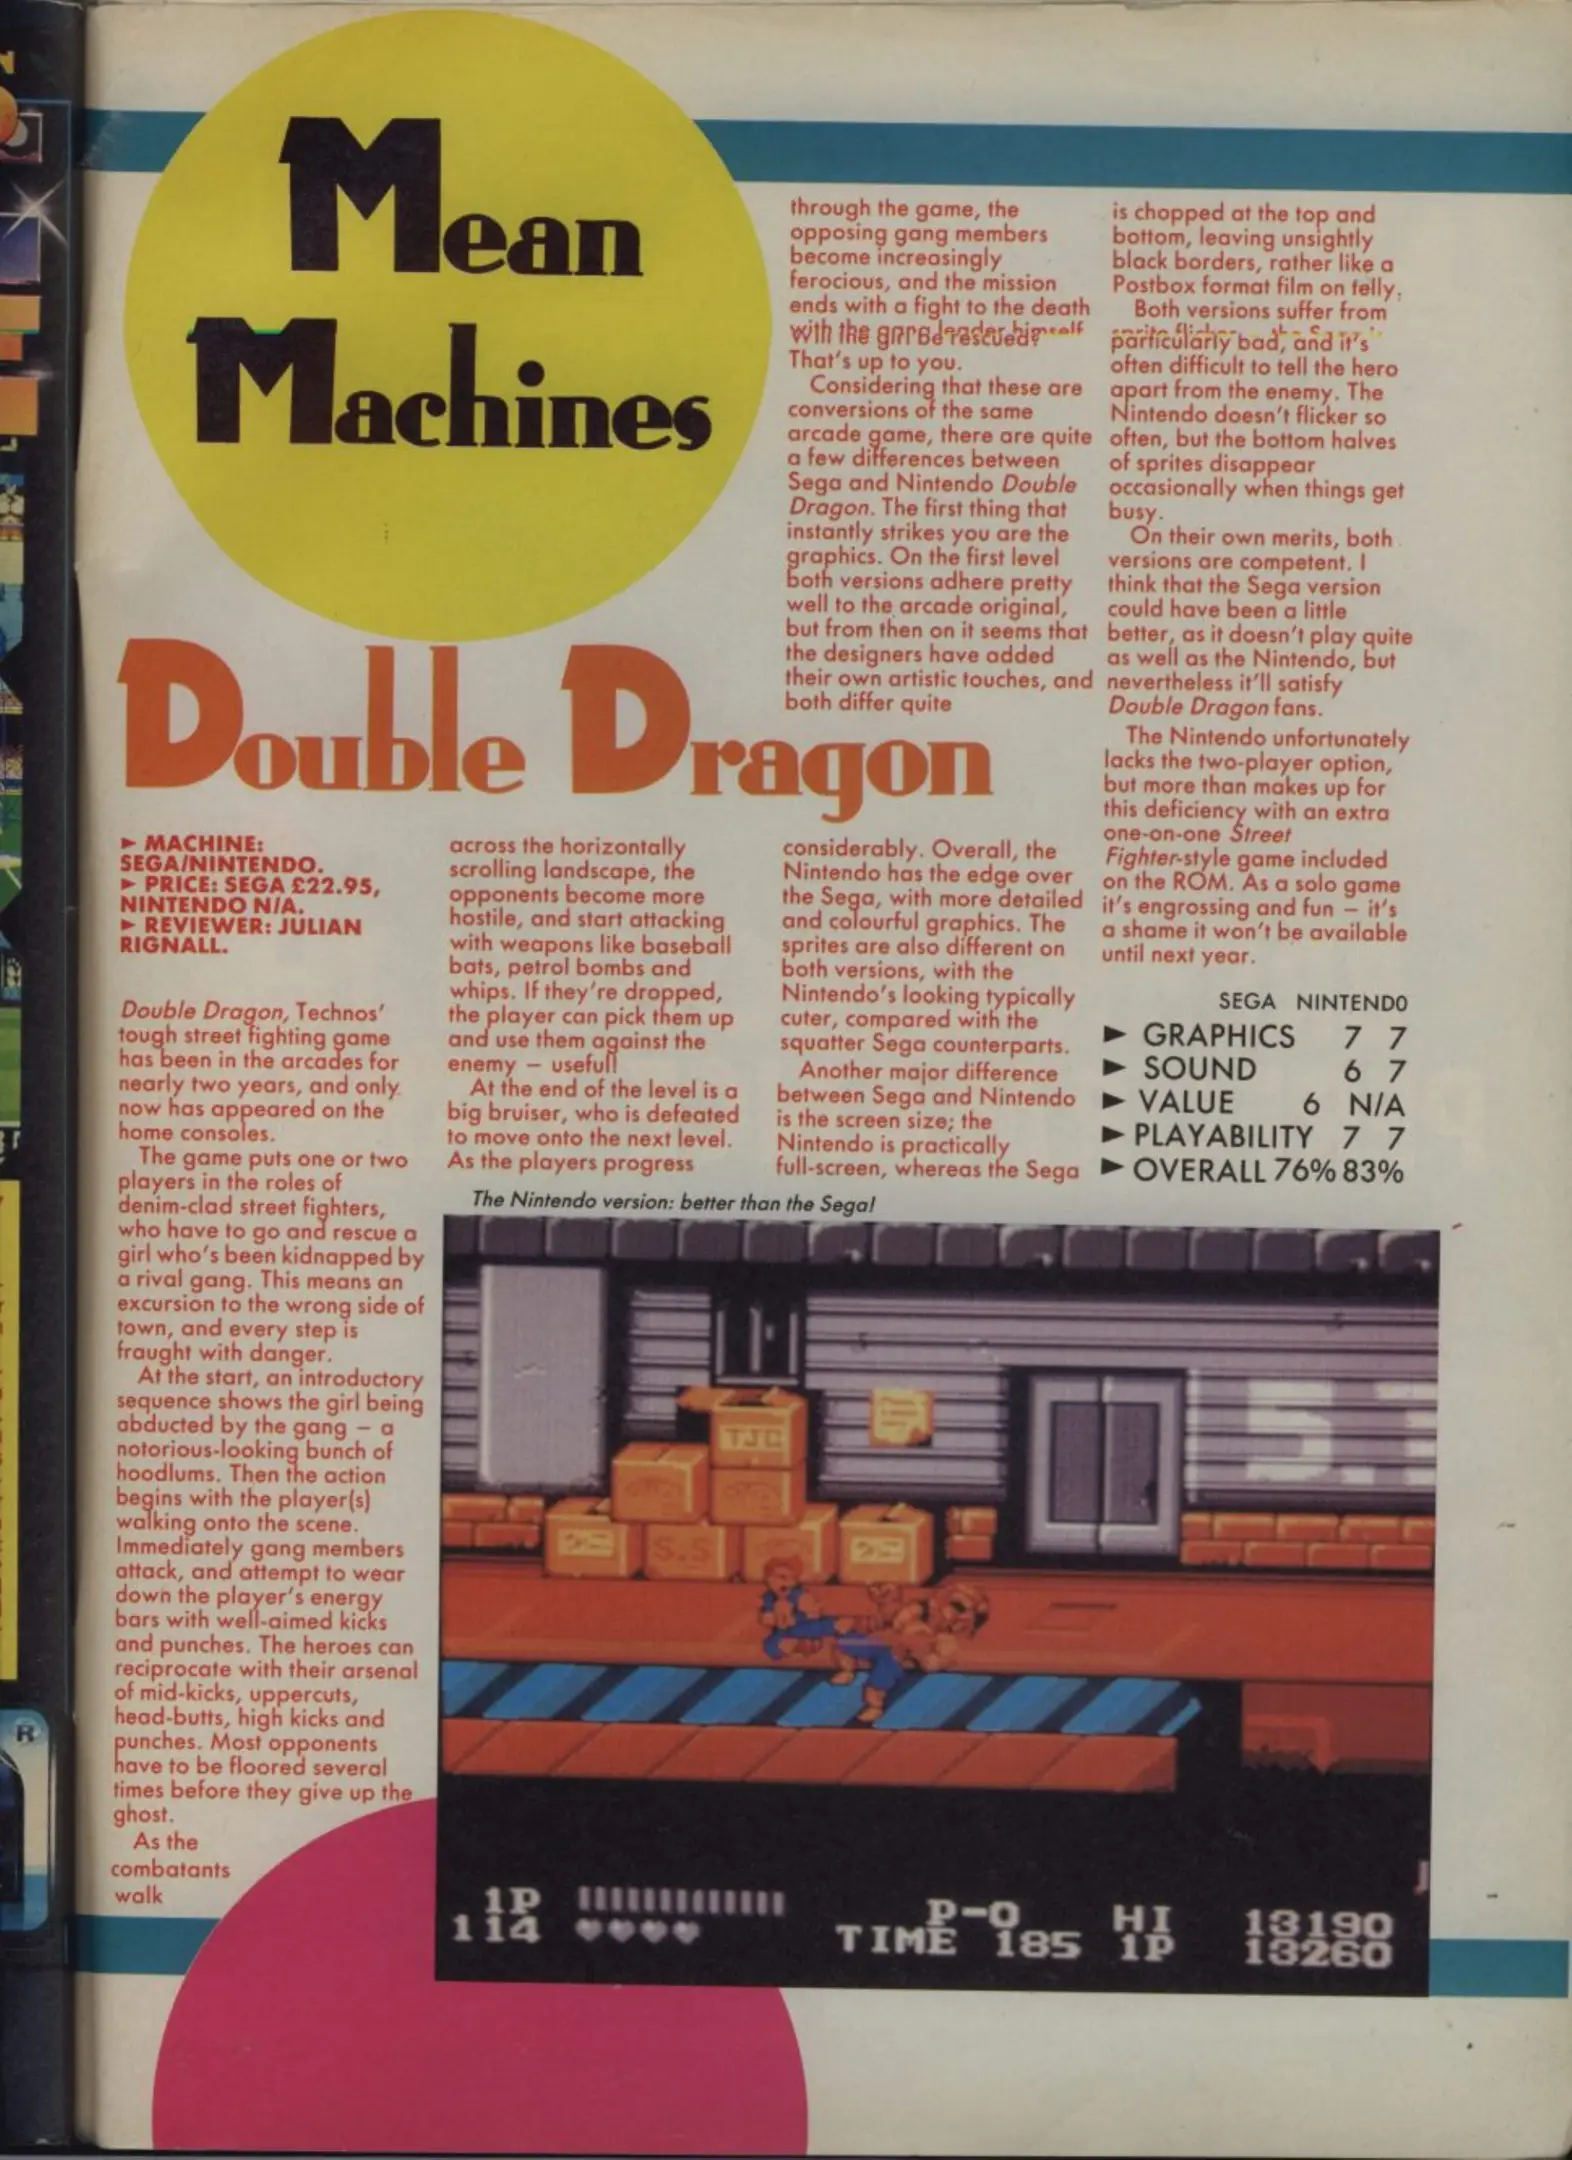 Mean
Machines
Double Dragon
► MACHINE:
SEGA/NINTENDO.
► PRICE: SEGA £22.95,
NINTENDO N/A.
► REVIEWER: JULIAN
RIGNALL.
Double Dragon, Technos'
tough street fighting game
has been in the arcades for
nearly two years, and only
now has appeared on the
home consoles.
The game puts one or two
players in the roles of
denim-clad street fighters,
who have to go and rescue a
girl who's been kidnapped by
a rival gang. This means an
excursion to the wrong side of
town, and every step is
fraught with danger.
At the start, an introductory
sequence shows the girl being
abducted by the gang – a
notorious-looking bunch of
hoodlums. Then the action
begins with the player(s)
walking onto the scene.
Immediately gang members
attack, and attempt to wear
down the player's energy
bars with well-aimed kicks
and punches. The heroes can
reciprocate with their arsenal
of mid-kicks, uppercuts,
head-butts, high kicks and
punches. Most opponents
have to be floored several
times before they give up the
ghost.
As the
combatants
walk
across the horizontally
scrolling landscape, the
opponents become more
hostile, and start attacking
with weapons like baseball
bats, petrol bombs and
whips. If they're dropped,
the player can pick them up
and use them against the
enemy – useful!
At the end of the level is a
big bruiser, who is defeated
to move onto the next level.
As the players progress
through the game, the
opposing gang members
become increasingly
ferocious, and the mission
ends with a fight to the death
with the
rescued?
That's up to you.
Considering that these are
conversions of the same
arcade game, there are quite
a few differences between
Sega and Nintendo Double
Dragon. The first thing that
instantly strikes you are the
graphics. On the first level
both versions adhere pretty
well to the arcade original,
but from then on it seems that
the designers have added
their own artistic touches, and
both differ quite
considerably. Overall, the
Nintendo has the edge over
the Sega, with more detailed
and colourful graphics. The
sprites are also different on
both versions, with the
Nintendo's looking typically
cuter, compared with the
squatter Sega counterparts.
Another major difference
between Sega and Nintendo
is the screen size; the
Nintendo is practically
full-screen, whereas the Sega
is chopped at the top and
bottom, leaving unsightly
black borders, rather like a
Postbox format film on telly.
Both versions suffer from
particularly bad, and it's
often difficult to tell the hero
apart from the enemy. The
Nintendo doesn't flicker so
often, but the bottom halves
of sprites disappear
occasionally when things get
busy.
On their own merits, both
versions are competent. I
think that the Sega version
could have been a little
better, as it doesn't play quite
as well as the Nintendo, but
nevertheless it'll satisfy
Double Dragon fans.
The Nintendo unfortunately
lacks the two-player option,
but more than makes up for
this deficiency with an extra
one-on-one Street
Fighter-style game included
on the ROM. As a solo game
it's engrossing and fun – it's
a shame it won't be available
until next year.
SEGA NINTENDO
► GRAPHICS 7 7
► SOUND 6 7
► VALUE 6 N/A
► PLAYABILITY 7 7
► OVERALL 76% 83%
The Nintendo version: better than the Sega!
TJC
S.S
1P
114
P-0
TIME 185
HI 13190
1P 13260